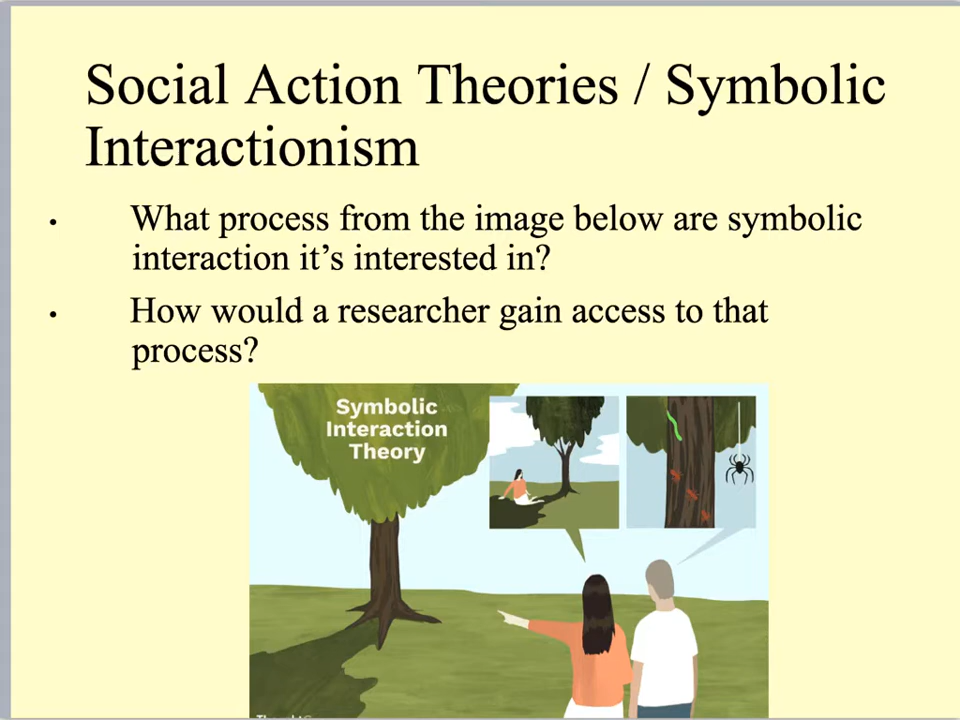 Social Action Theories / Symbolic
Interactionism
• What process from the image below are symbolic
interaction it’s interested in?
• How would a researcher gain access to that
process?
Symbolic
Interaction
Theory